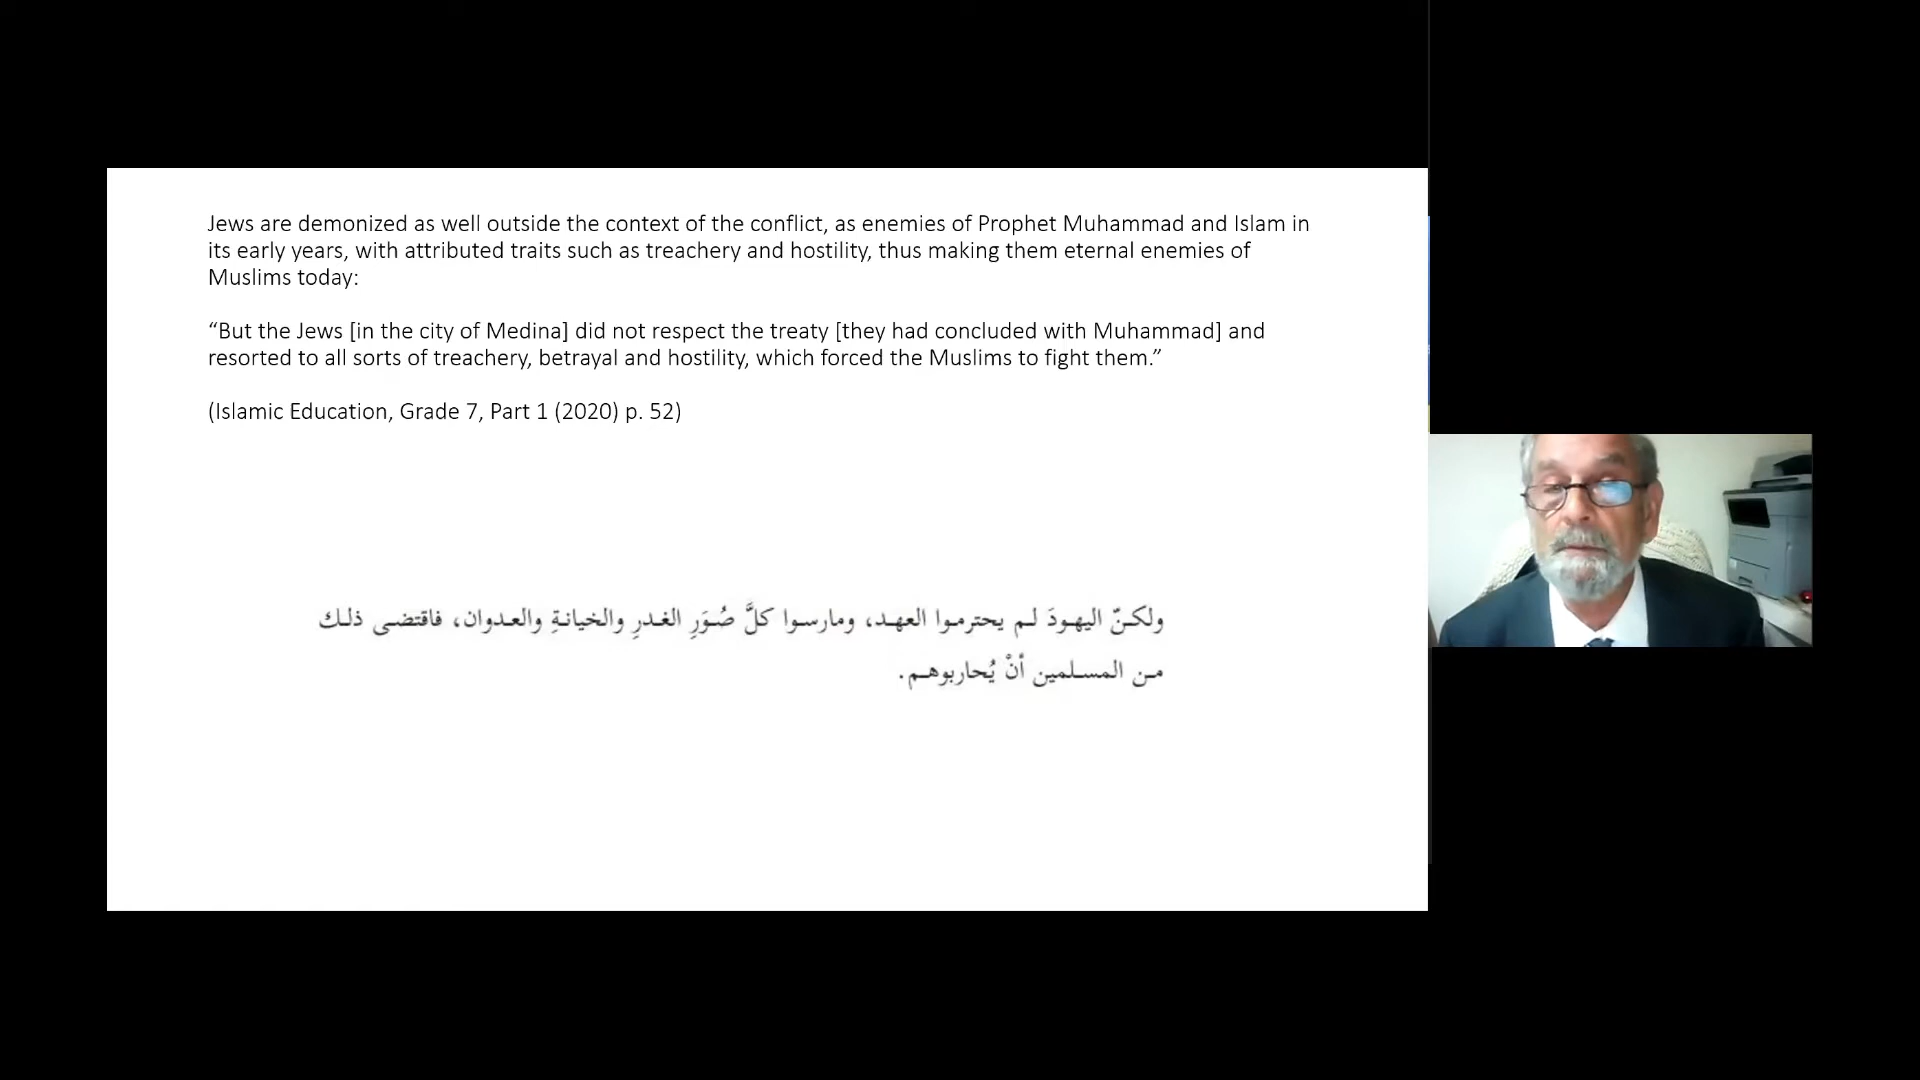 Jews are demonized as well outside the context of the conflict, as enemies of Prophet Muhammad and Islam in
its early years, with attributed traits such as treachery and hostility, thus making them eternal enemies of
Muslims today:
“But the Jews [in the city of Medina] did not respect the treaty [they had concluded with Muhammad] and
resorted to all sorts of treachery, betrayal and hostility, which forced the Muslims to fight them.”
(Islamic Education, Grade 7, Part 1 (2020) p. 52)
ولكنّ اليهودَ لم يحترموا العهد، ومارسوا كلَّ صُوَرِ الغدرِ والخيانةِ والعدوان، فاقتضى ذلك
من المسلمين أنْ يُحاربوهم.